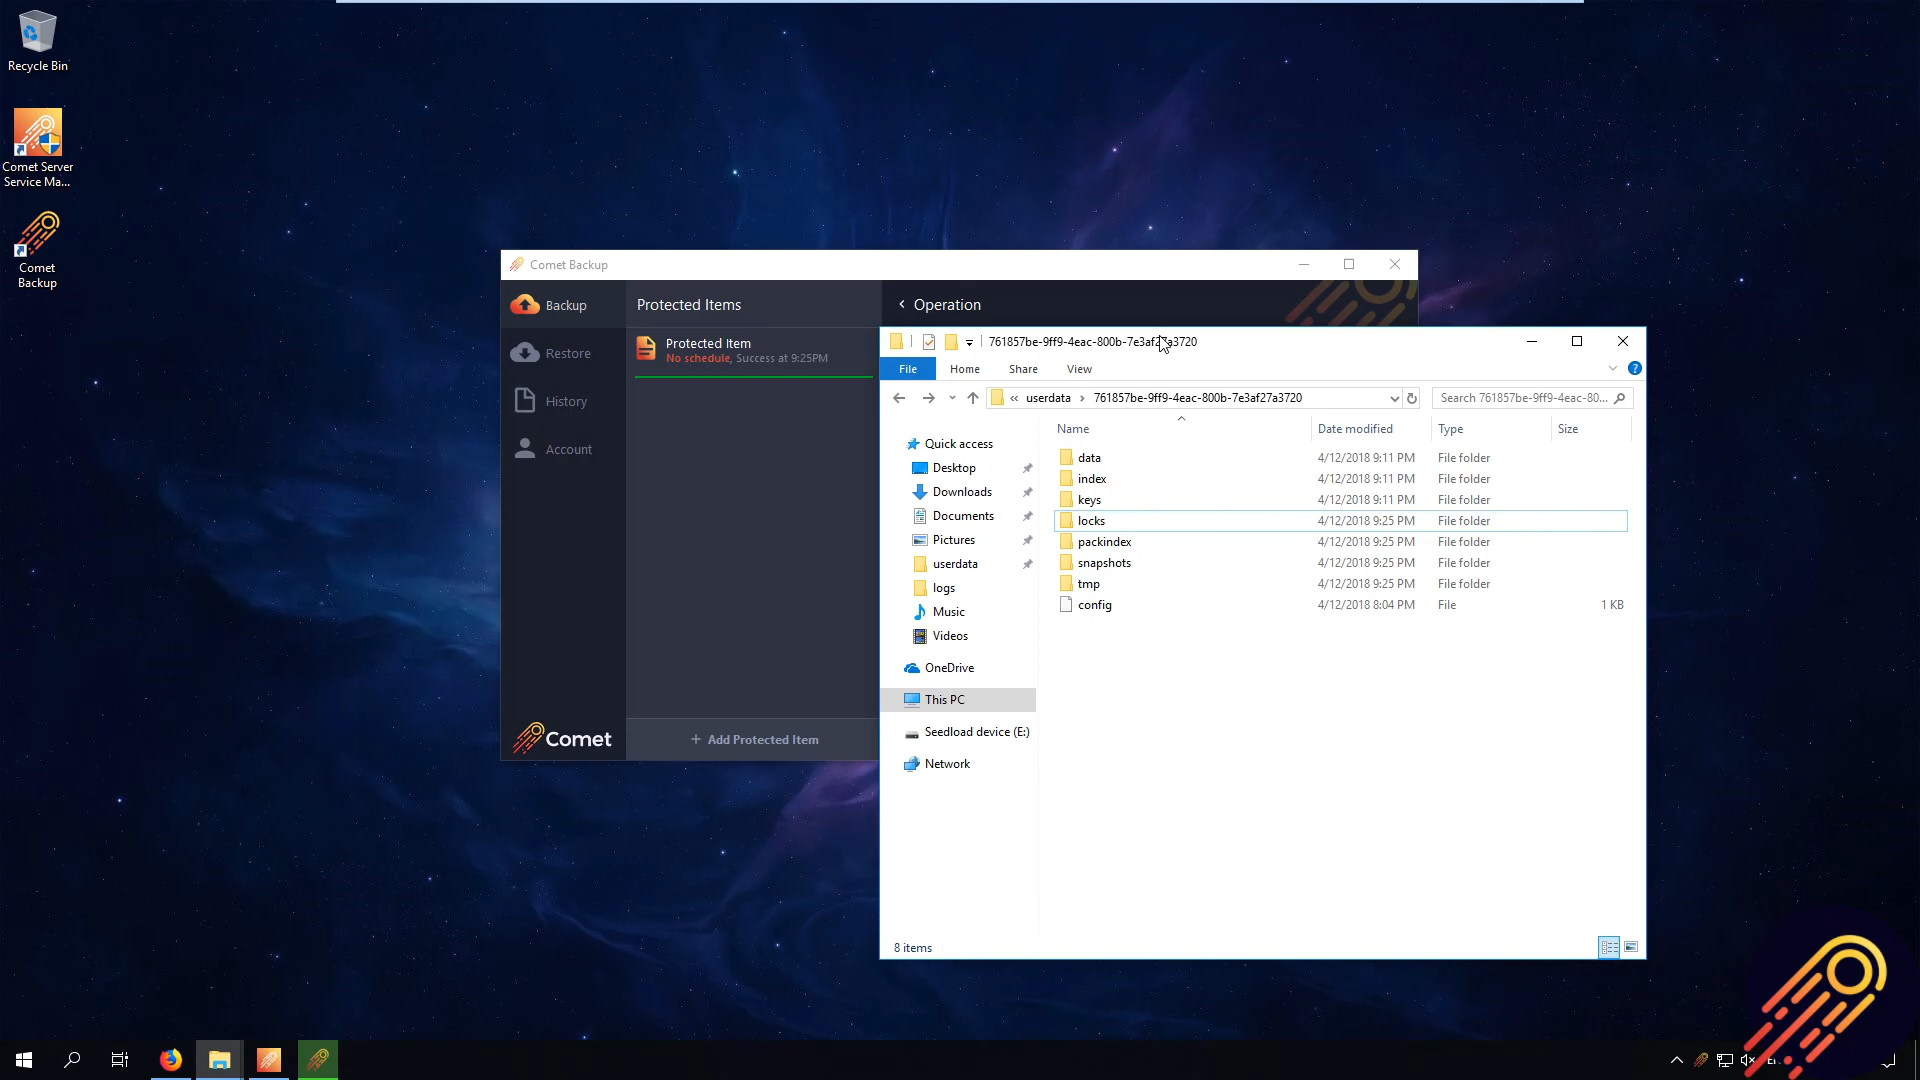 Recycle Bin
Comet Server
Service Ma...
Comet
Backup
Comet Backup
Backup
Restore
History
Account
Comet
Protected Items
Protected Item
No schedule, Success at 9:25PM
+ Add Protected Item
Operation
761857be-9ff9-4eac-800b-7e3af27a3720
File Home Share View
« userdata › 761857be-9ff9-4eac-800b-7e3af27a3720
Search 761857be-9ff9-4eac-80...
Quick access
Desktop
Downloads
Documents
Pictures
userdata
logs
Music
Videos
OneDrive
This PC
Seedload device (E:)
Network
Name Date modified Type Size
data 4/12/2018 9:11 PM File folder
index 4/12/2018 9:11 PM File folder
keys 4/12/2018 9:11 PM File folder
locks 4/12/2018 9:25 PM File folder
packindex 4/12/2018 9:25 PM File folder
snapshots 4/12/2018 9:25 PM File folder
tmp 4/12/2018 9:25 PM File folder
config 4/12/2018 8:04 PM File 1 KB
8 items